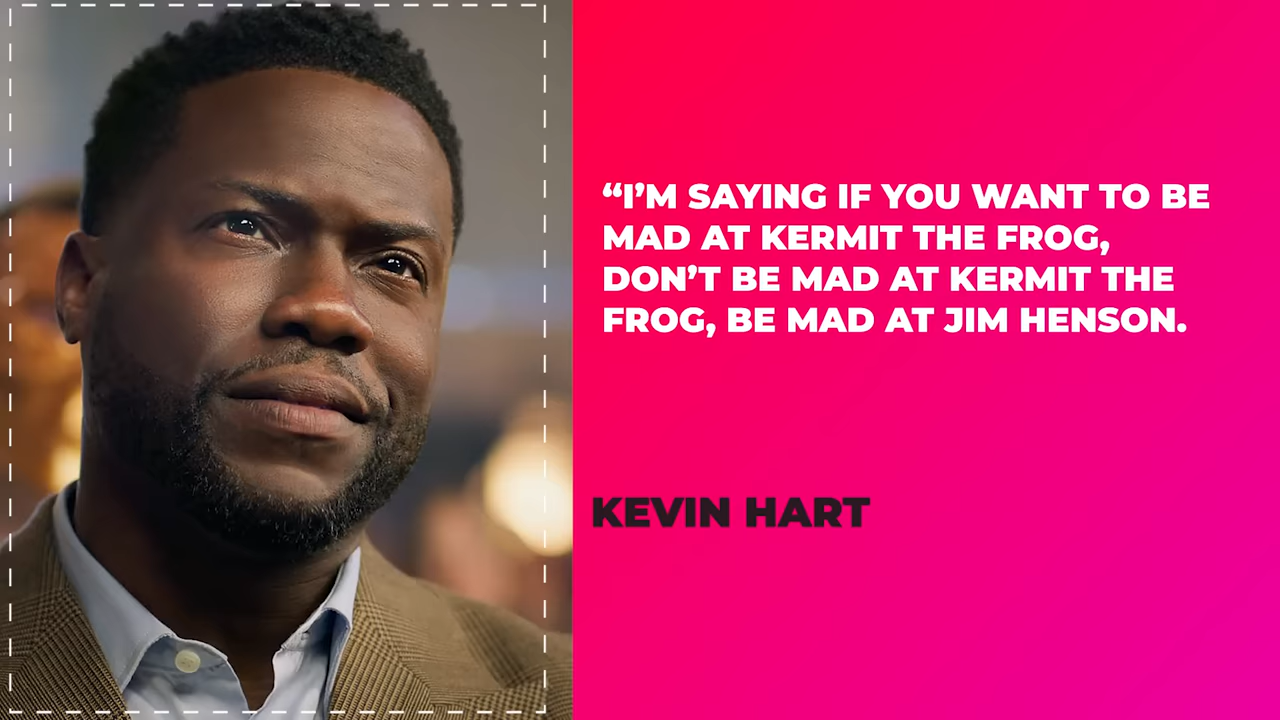 “I’M SAYING IF YOU WANT TO BE
MAD AT KERMIT THE FROG,
DON’T BE MAD AT KERMIT THE
FROG, BE MAD AT JIM HENSON.
KEVIN HART